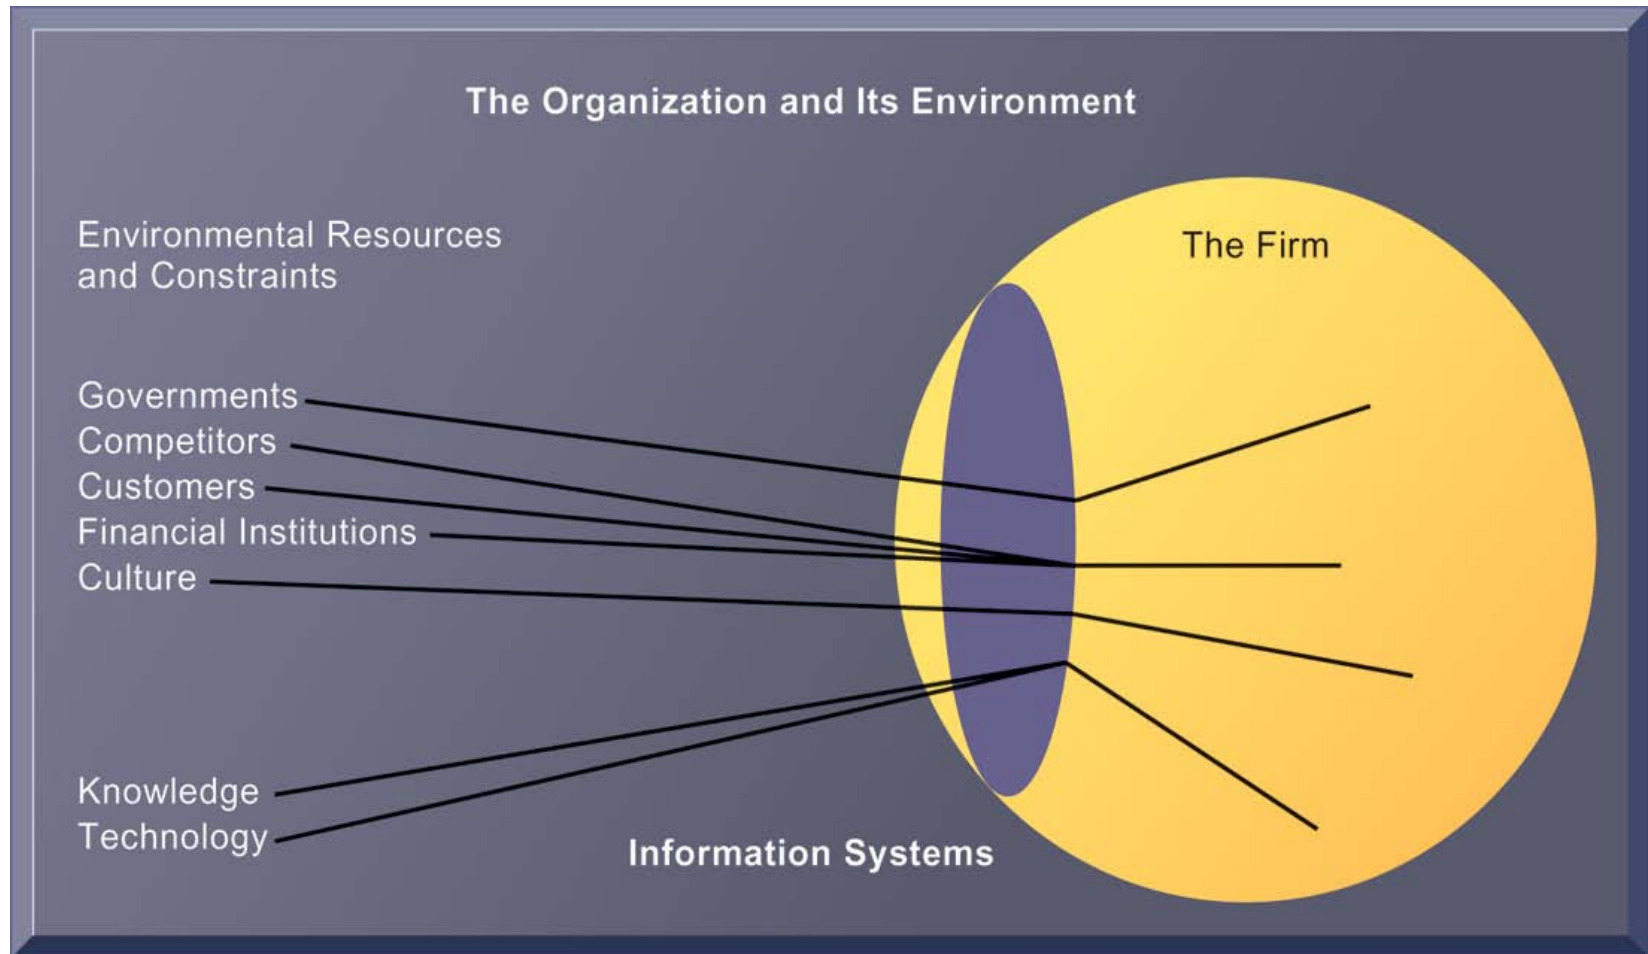 The Organization and Its Environment
Environmental Resources
and Constraints
The Firm
Governments
Competitors
Customers
Financial Institutions
Culture
Knowledge
Technology
Information Systems